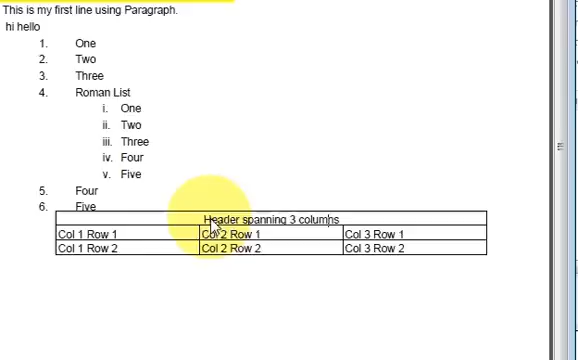 This is my first line using Paragraph.
hi hello
1. One
2. Two
3. Three
4. Roman List
i. One
ii. Two
iii. Three
iv. Four
v. Five
5. Four
6. Five
Header spanning 3 columns
Col 1 Row 1 Col 2 Row 1 Col 3 Row 1
Col 1 Row 2 Col 2 Row 2 Col 3 Row 2